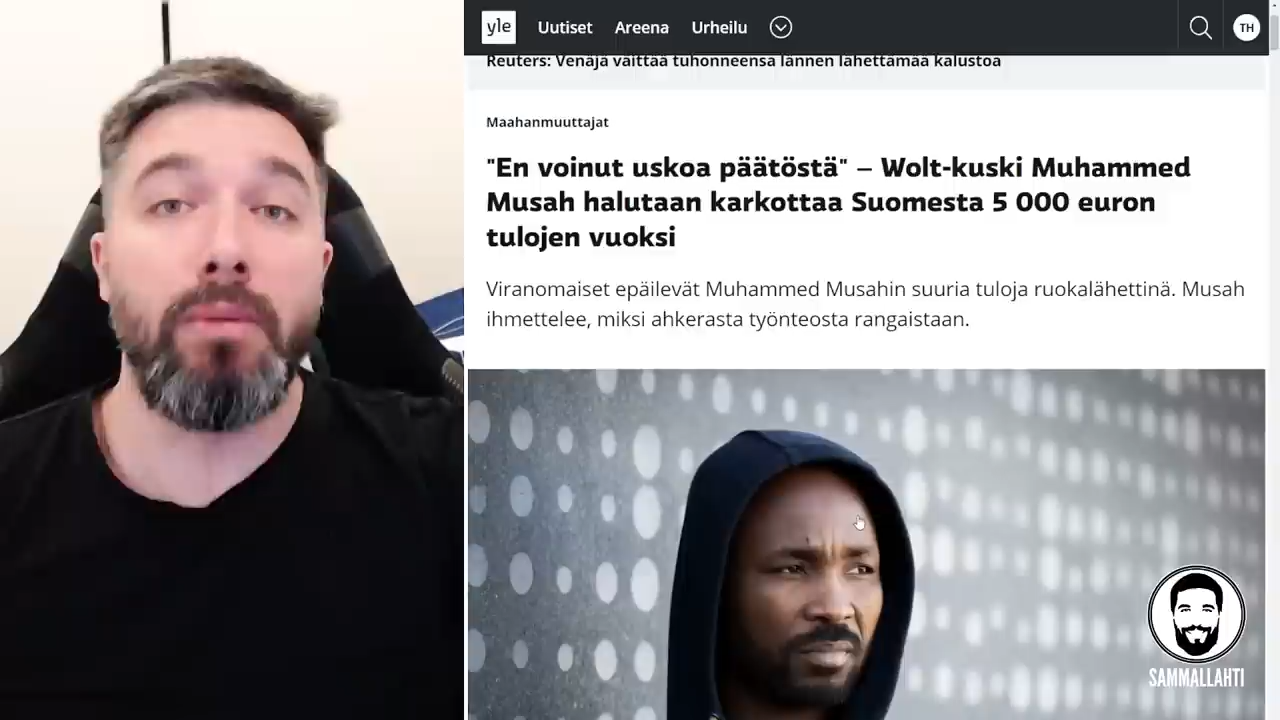 yle Uutiset Areena Urheilu TH
Reuters: Venäjä väittää tuhonneensa lännen lähettämää kalustoa
Maahanmuuttajat
"En voinut uskoa päätöstä" – Wolt-kuski Muhammed
Musah halutaan karkottaa Suomesta 5 000 euron
tulojen vuoksi
Viranomaiset epäilevät Muhammed Musahin suuria tuloja ruokalähettinä. Musah
ihmettelee, miksi ahkerasta työnteosta rangaistaan.
SAMMALLAHTI